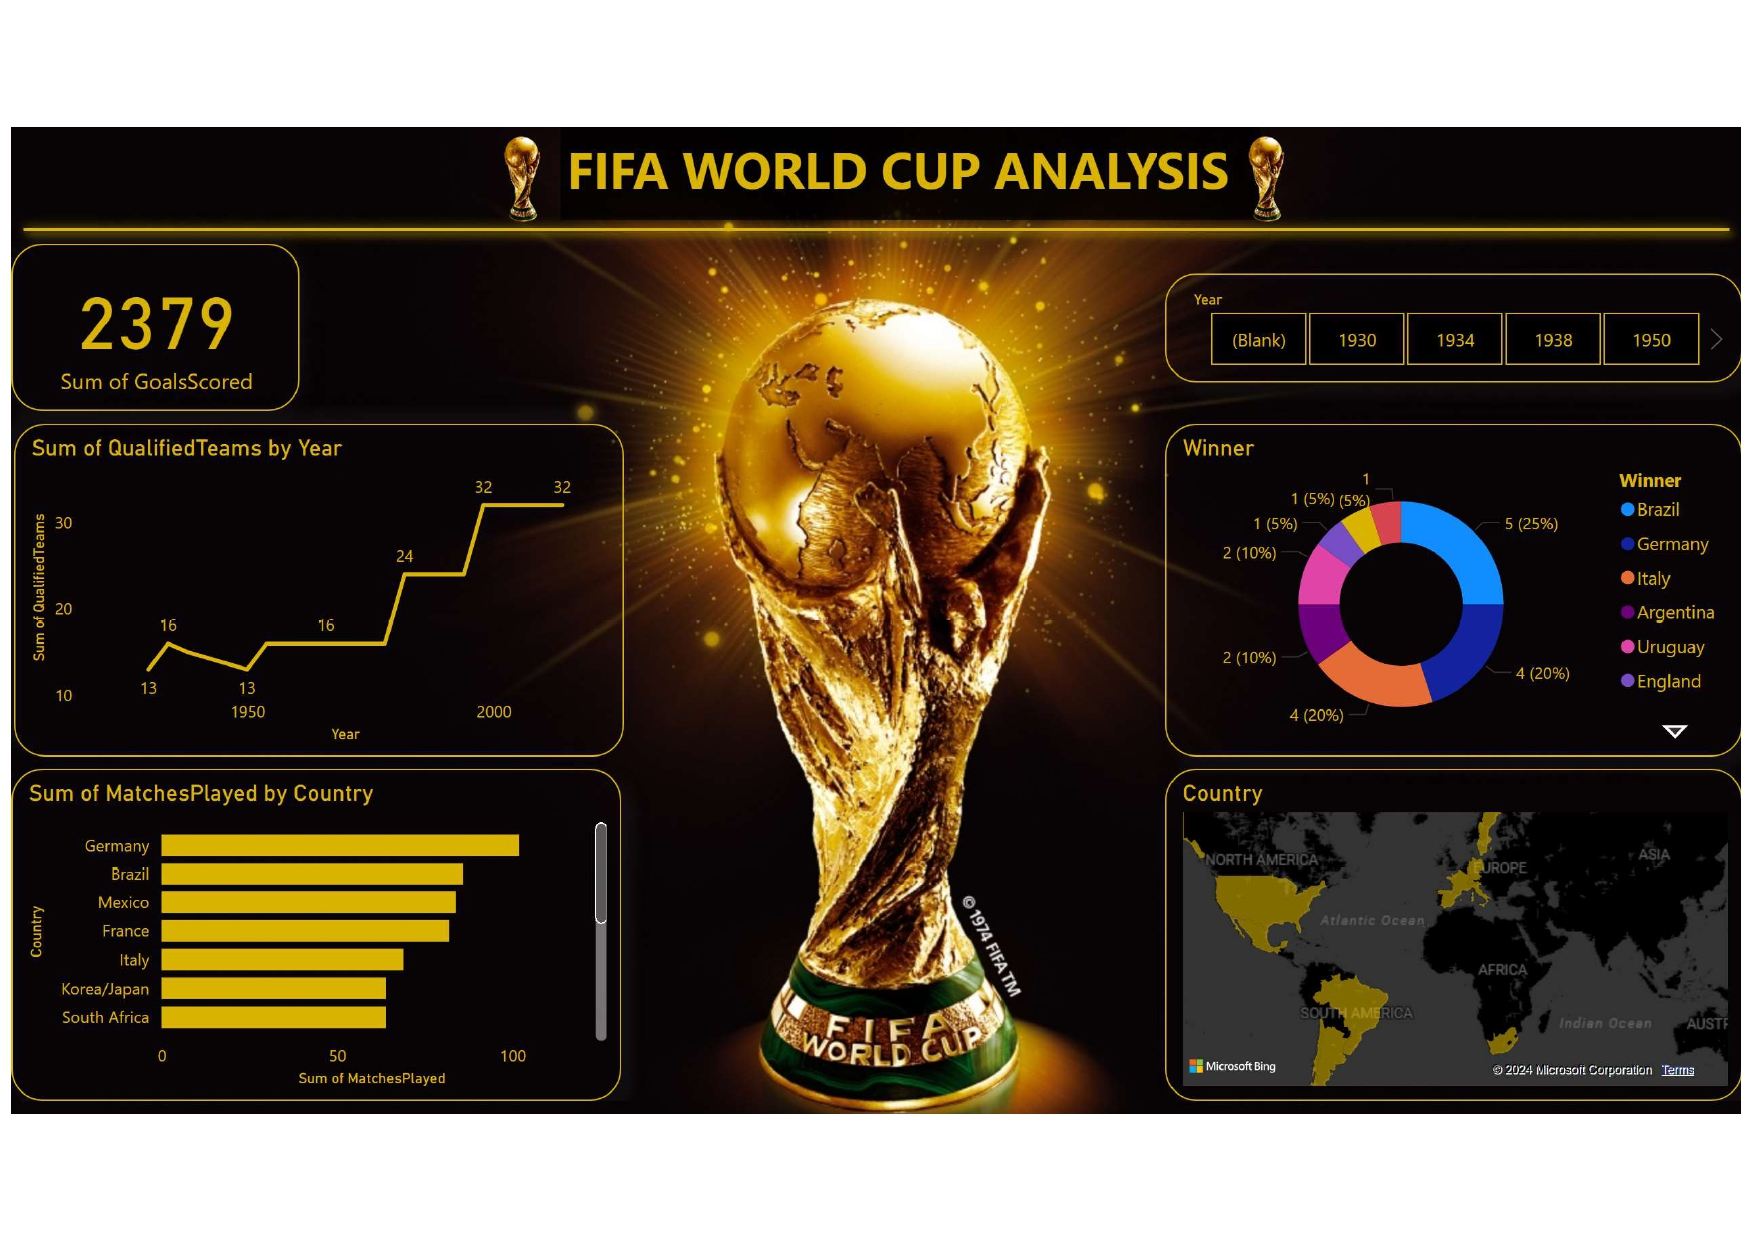 FIFA WORLD CUP ANALYSIS
2379
Sum of GoalsScored
Year
(Blank)
1930
1934
1938
1950
Sum of QualifiedTeams by Year
Sum of QualifiedTeams
30
20
10
13
16
13
16
24
32
32
1950
2000
Year
Winner
1
1 (5%) (5%)
1 (5%)
2 (10%)
2 (10%)
4 (20%)
4 (20%)
5 (25%)
Winner
Brazil
Germany
Italy
Argentina
Uruguay
England
Sum of MatchesPlayed by Country
Country
Germany
Brazil
Mexico
France
Italy
Korea/Japan
South Africa
0
50
100
Sum of MatchesPlayed
© 1974 FIFA TM
FIFA
WORLD CUP
Country
NORTH AMERICA
EUROPE
ASIA
Atlantic Ocean
AFRICA
SOUTH AMERICA
Indian Ocean
AUSTR
Microsoft Bing
© 2024 Microsoft Corporation Terms